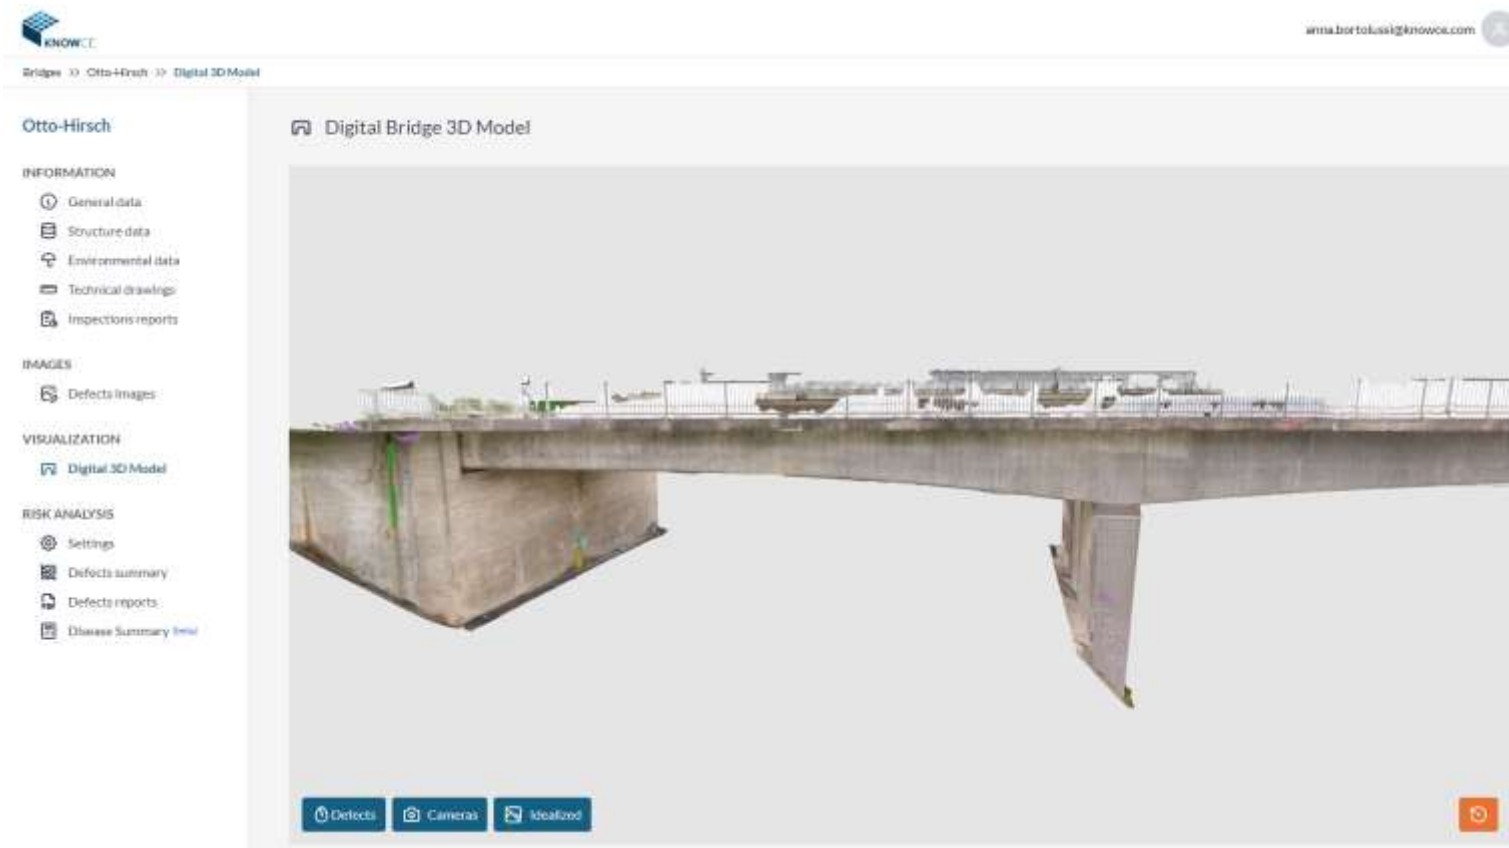 KNOWCE
anna.bortolussi@knowce.com
Bridges >> Otto-Hirsch >> Digital 3D Model
Otto-Hirsch
Digital Bridge 3D Model
INFORMATION
General data
Structure data
Environmental data
Technical drawings
Inspections reports
IMAGES
Defects Images
VISUALIZATION
Digital 3D Model
RISK ANALYSIS
Settings
Defects summary
Defects reports
Disease Summary beta!
Defects
Cameras
Idealized